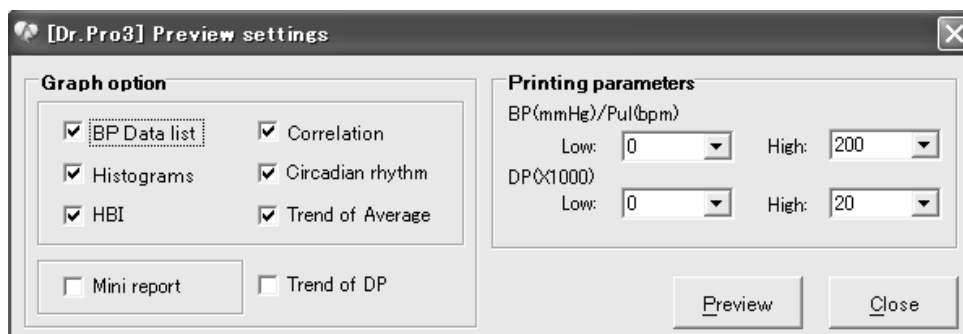 [Dr.Pro3] Preview settings
Graph option
BP Data list
Correlation
Histograms
Circadian rhythm
HBI
Trend of Average
Mini report
Trend of DP
Printing parameters
BP(mmHg)/Pul(bpm)
Low: 0 High: 200
DP(X1000)
Low: 0 High: 20
Preview Close